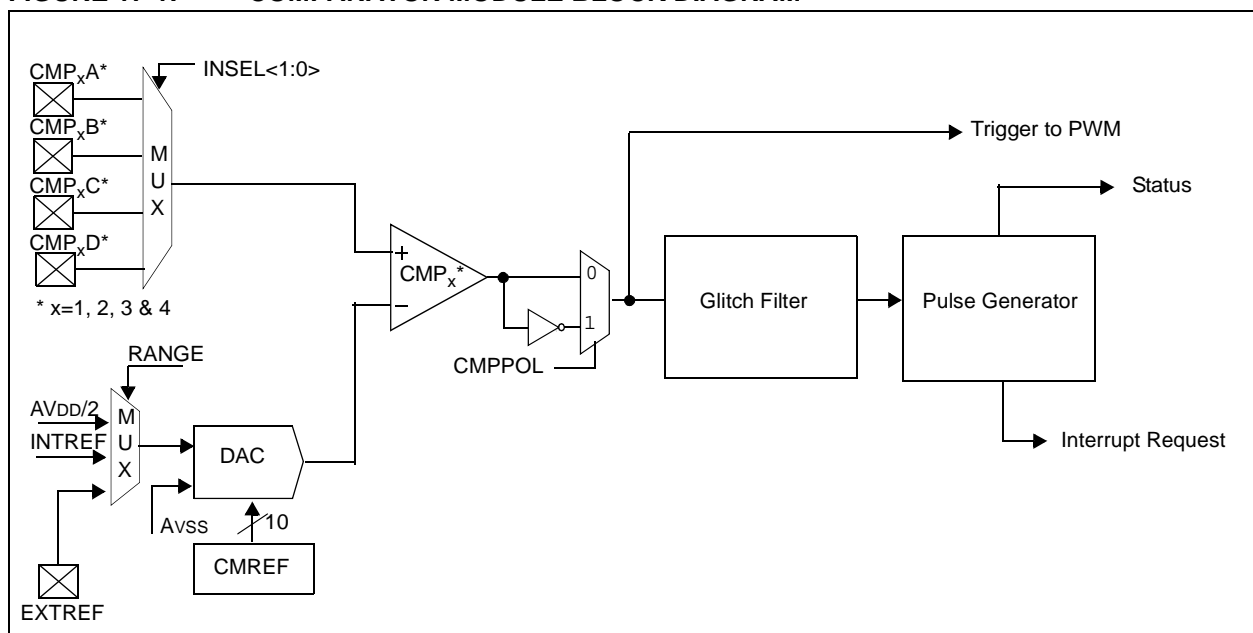 CMPxA*
CMPxB*
CMPxC*
CMPxD*
* x=1, 2, 3 & 4
INSEL<1:0>
M
U
X
RANGE
AVDD/2
INTREF
M
U
X
EXTREF
AVSS
DAC
10
CMREF
+
CMPx*
–
0
1
CMPPOL
Trigger to PWM
Glitch Filter
Pulse Generator
Status
Interrupt Request